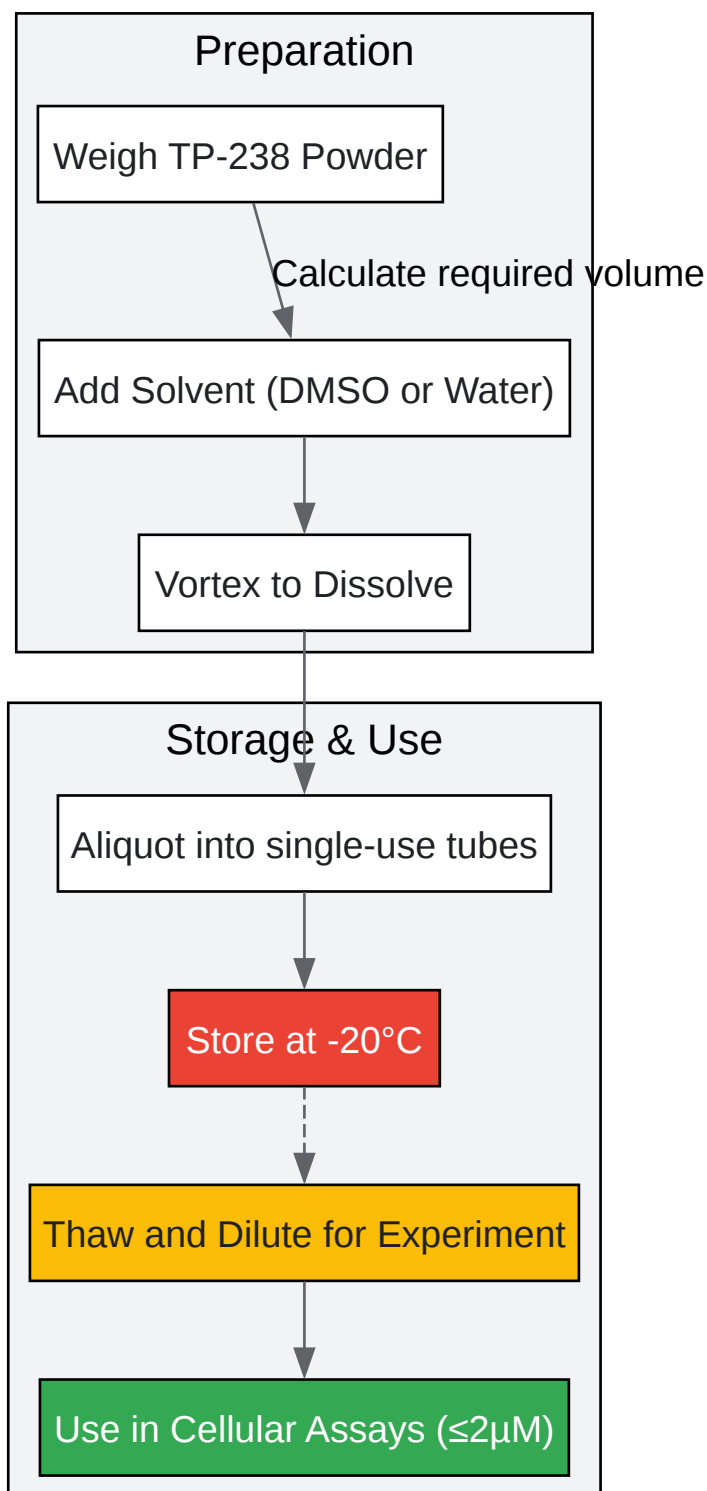 Preparation
Weigh TP-238 Powder
Calculate required volume
Add Solvent (DMSO or Water)
Vortex to Dissolve
Storage & Use
Aliquot into single-use tubes
Store at -20°C
Thaw and Dilute for Experiment
Use in Cellular Assays (≤2µM)